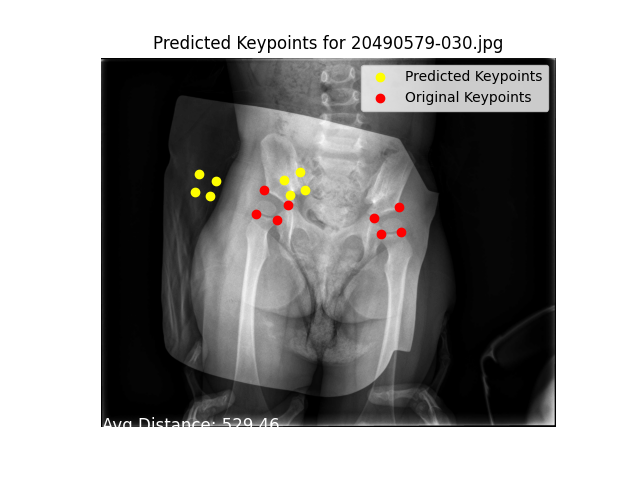 Predicted Keypoints for 20490579-030.jpg
Predicted Keypoints
Original Keypoints
Avg Distance: 529.46